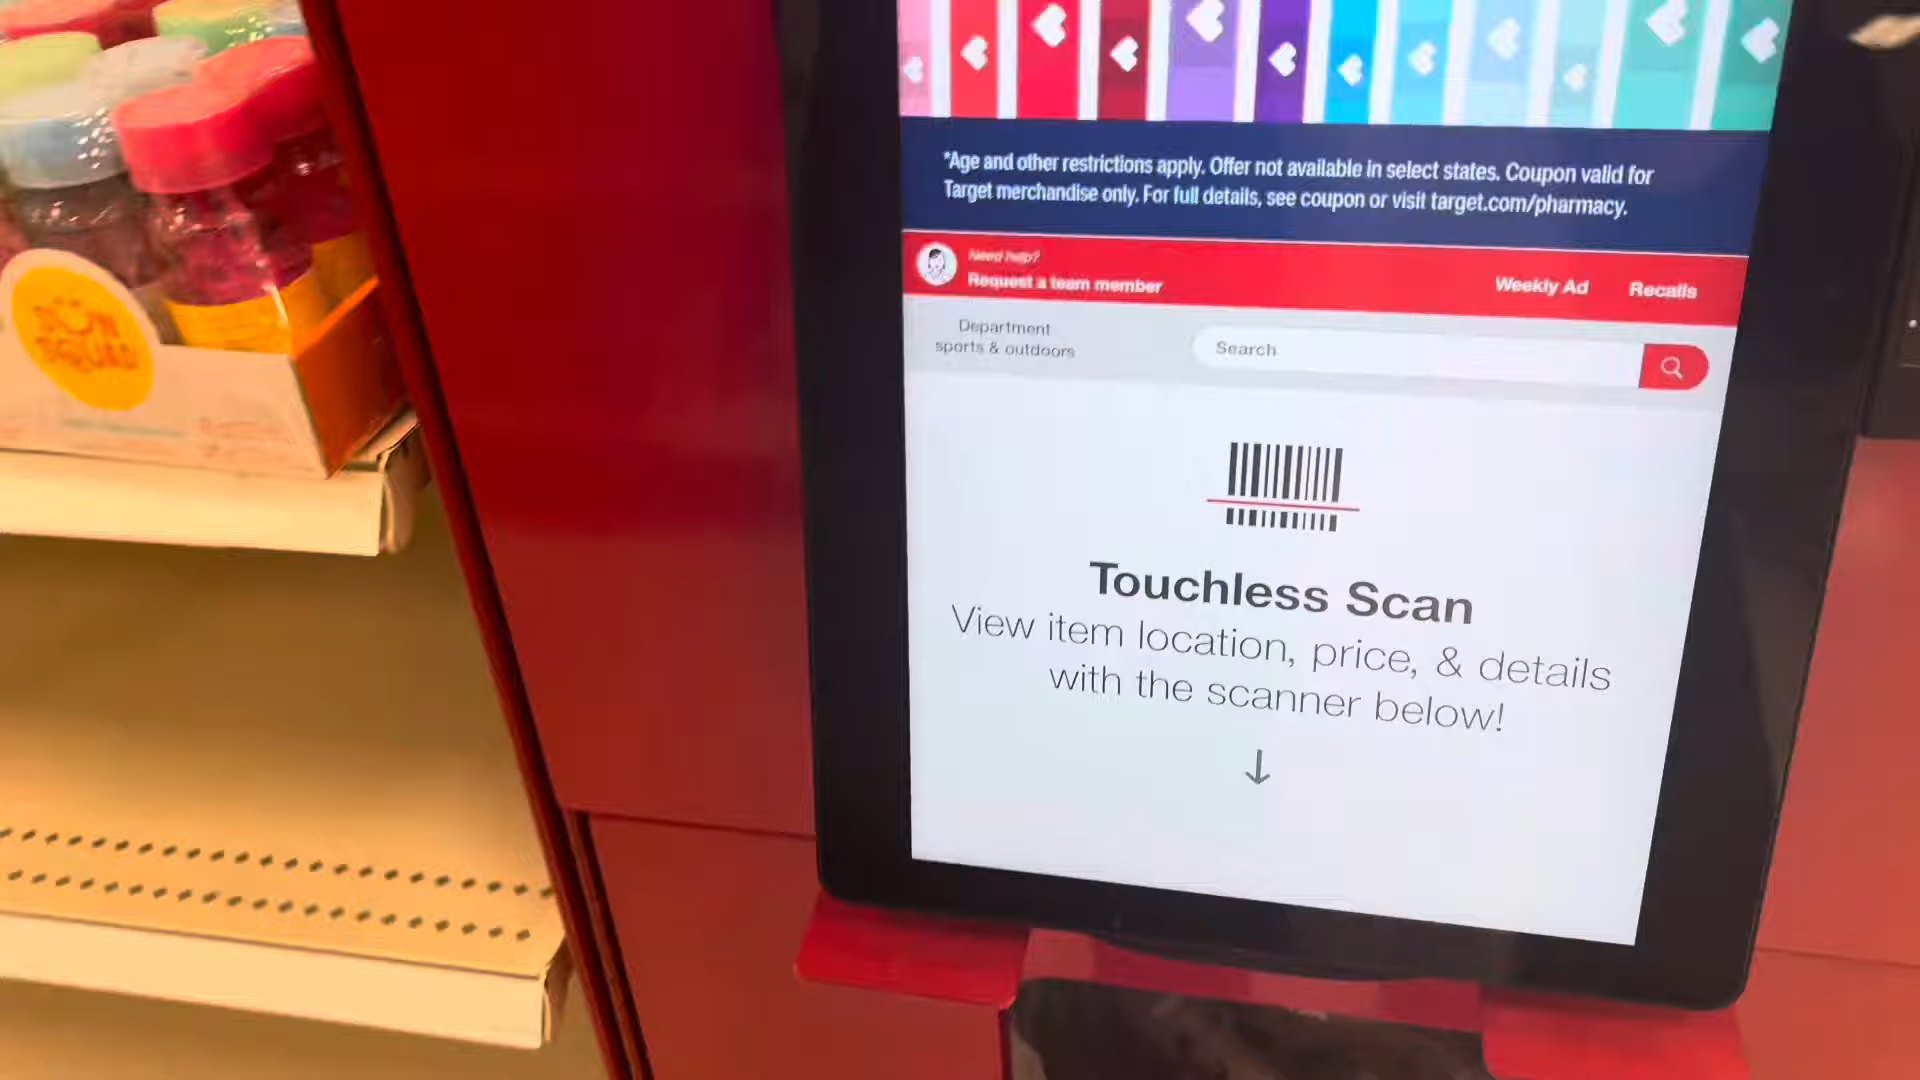 *Age and other restrictions apply. Offer not available in select states. Coupon valid for
Target merchandise only. For full details, see coupon or visit target.com/pharmacy.
Need help?
Request a team member
Weekly Ad
Recalls
Department
sports & outdoors
Search
Touchless Scan
View item location, price, & details
with the scanner below!
SUN
SQUAD